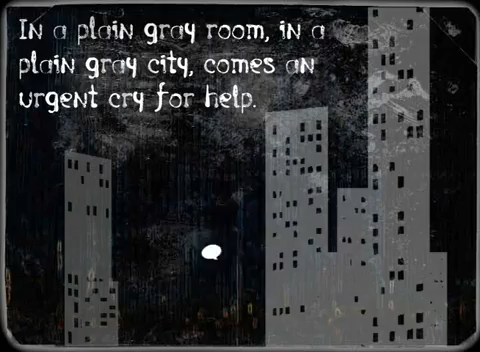 In a plain gray room, in a
plain gray city, comes an
urgent cry for help.